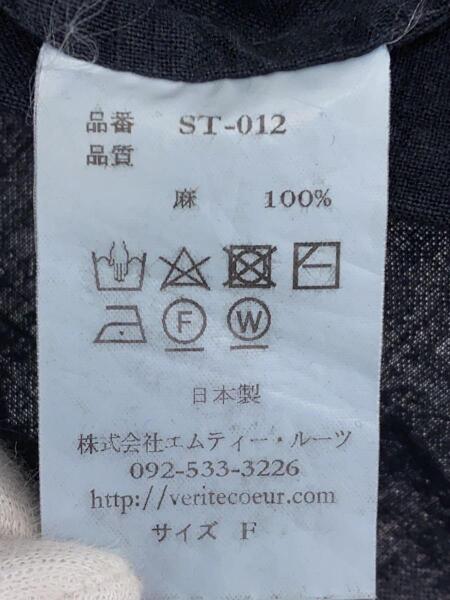 品番 ST-012
品質
麻 100%
F W
日本製
株式会社エムティー・ルーツ
092-533-3226
http://veritecoeur.com
サイズ F